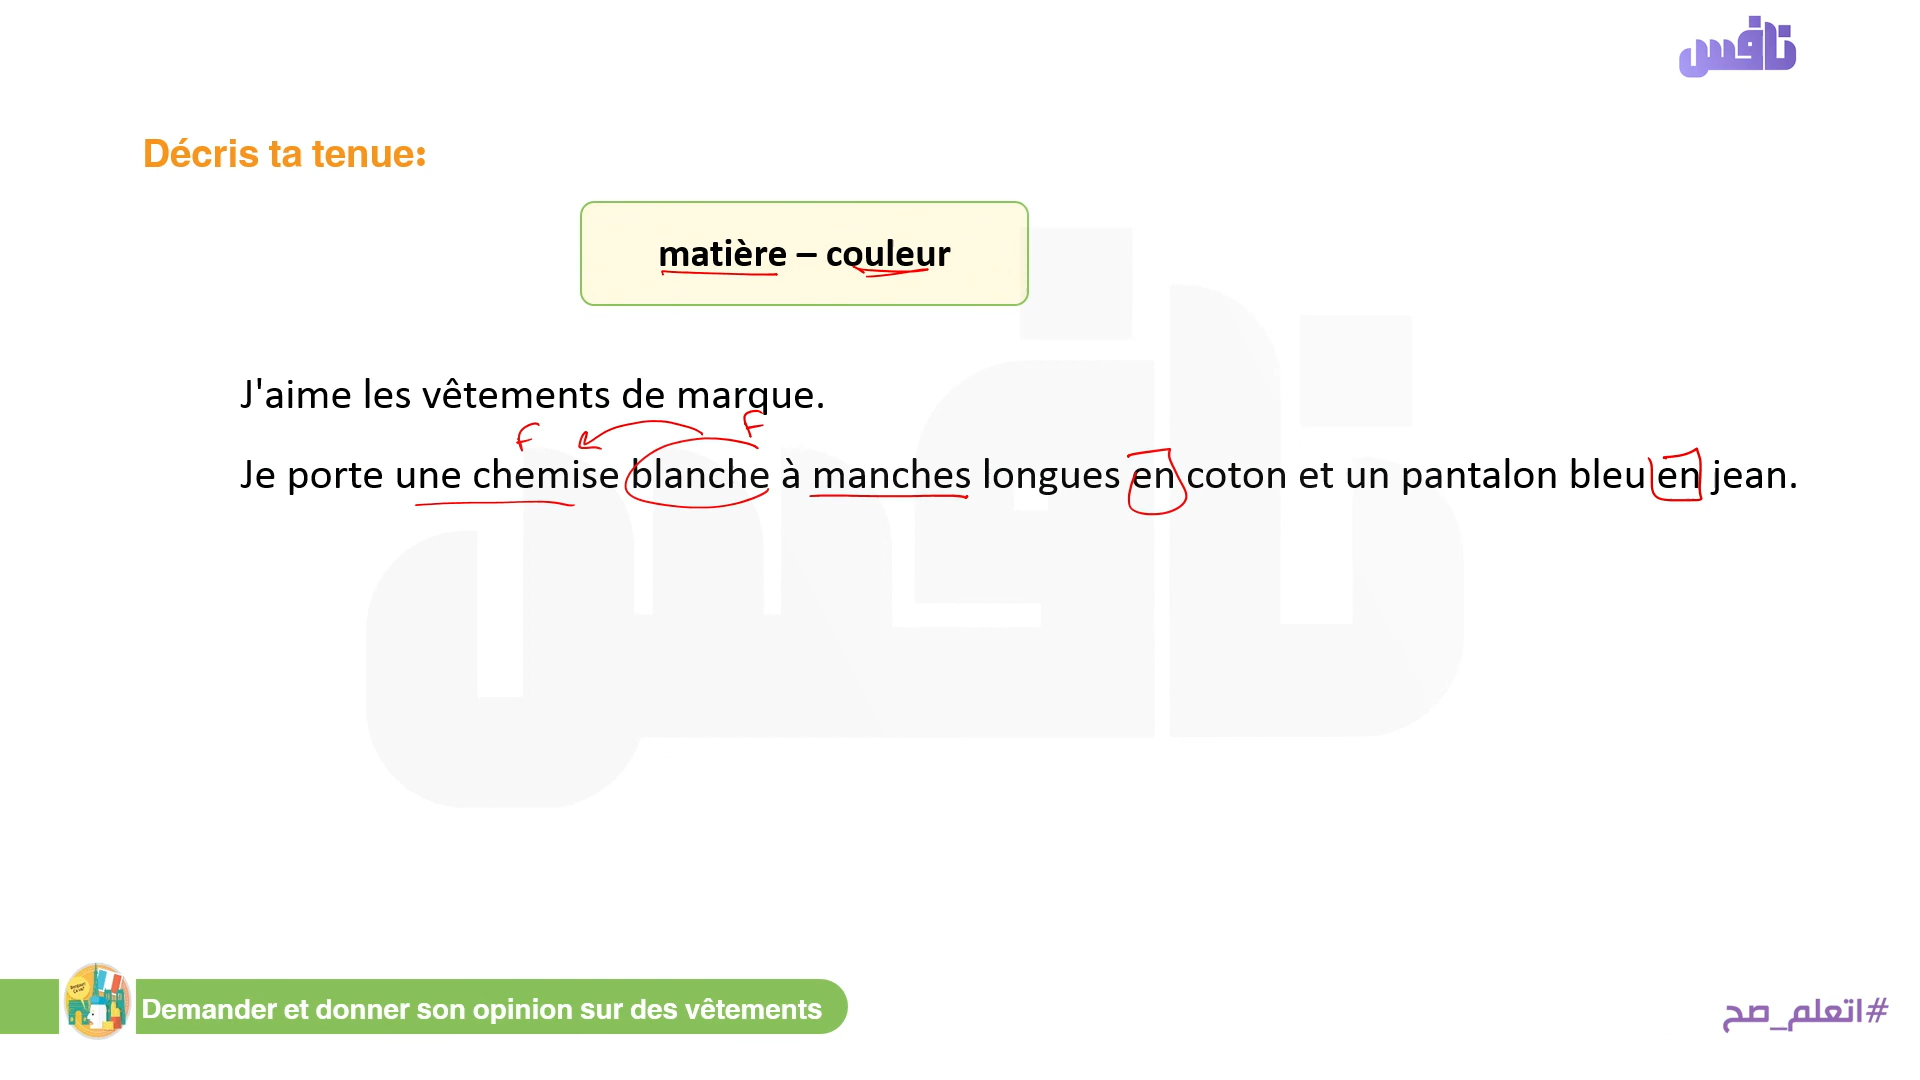 نافس
Décris ta tenue:
matière – couleur
J'aime les vêtements de marque.
F F
Je porte une chemise blanche à manches longues en coton et un pantalon bleu en jean.
Demander et donner son opinion sur des vêtements
#اتعلم_صح